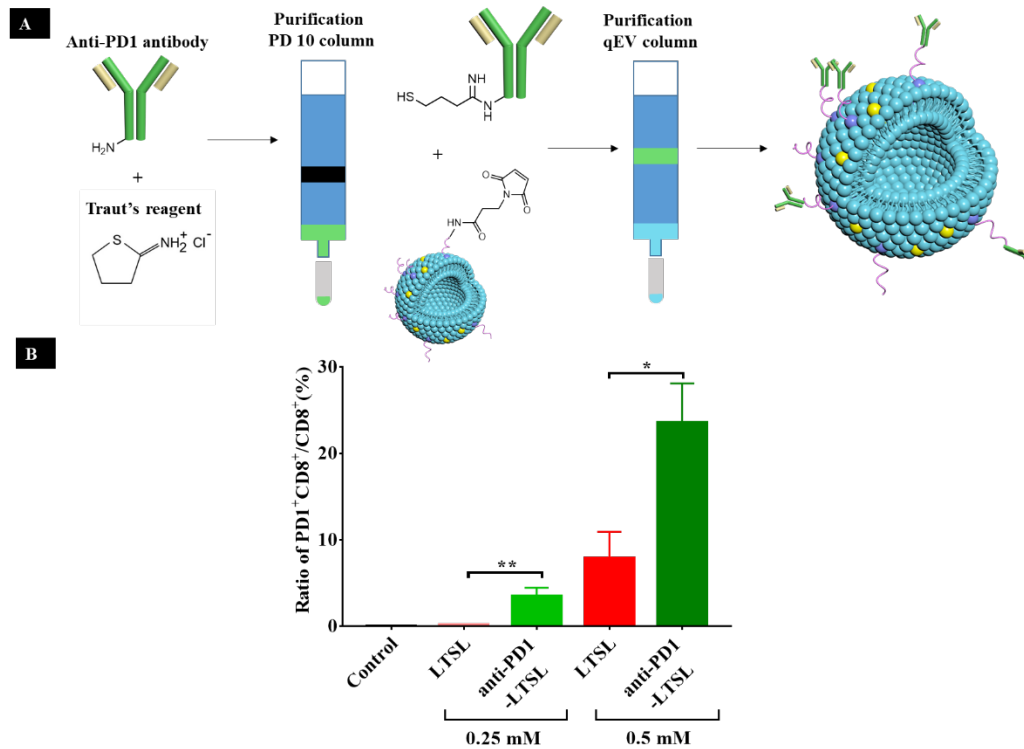 A
Anti-PD1 antibody
H₂N
+
Traut's reagent
S
NH₂⁺ Cl⁻
Purification
PD 10 column
HS
NH
N
H
+
O
N
O
HN
O
Purification
qEV column
B
Ratio of PD1⁺CD8⁺/CD8⁺(%)
30
20
10
0
**
*
Control
LTSL
anti-PD1
-LTSL
LTSL
anti-PD1
-LTSL
0.25 mM
0.5 mM